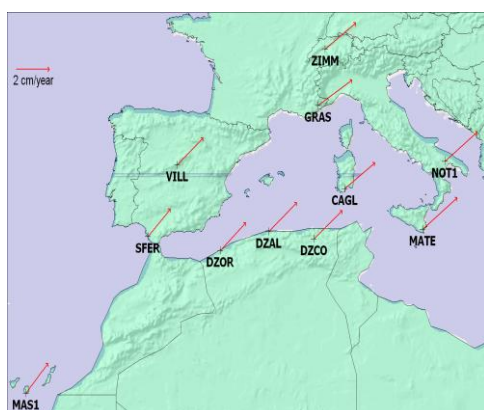 ZIMM
2 cm/year
GRAS
VILL
NOT1
CAGL
SFER
MATE
DZAL
DZCO
DZOR
MAS1